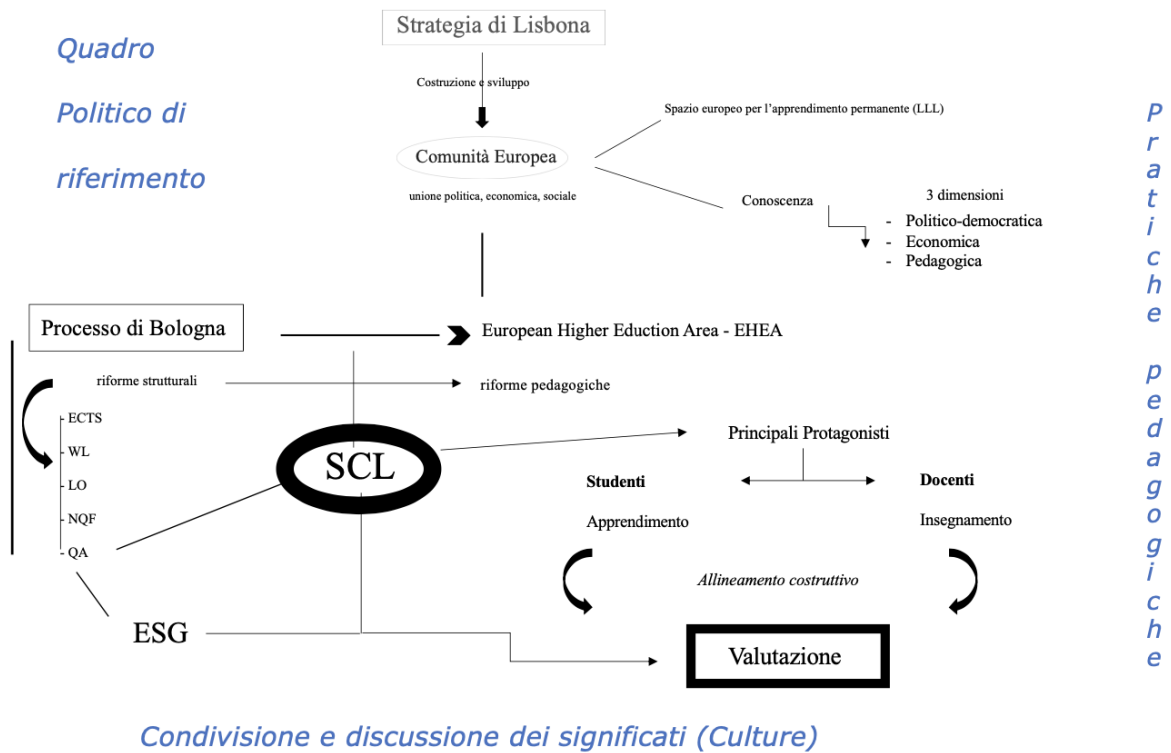 Quadro
Politico di
riferimento
Strategia di Lisbona
Costruzione e sviluppo
Comunità Europea
unione politica, economica, sociale
Spazio europeo per l'apprendimento permanente (LLL)
Conoscenza
3 dimensioni
- Politico-democratica
- Economica
- Pedagogica
Processo di Bologna
European Higher Eduction Area - EHEA
riforme strutturali
riforme pedagogiche
- ECTS
- WL
- LO
- NQF
- QA
SCL
Principali Protagonisti
Studenti
Docenti
Apprendimento
Insegnamento
Allineamento costruttivo
ESG
Valutazione
Pratiche pedagogiche
Condivisione e discussione dei significati (Culture)